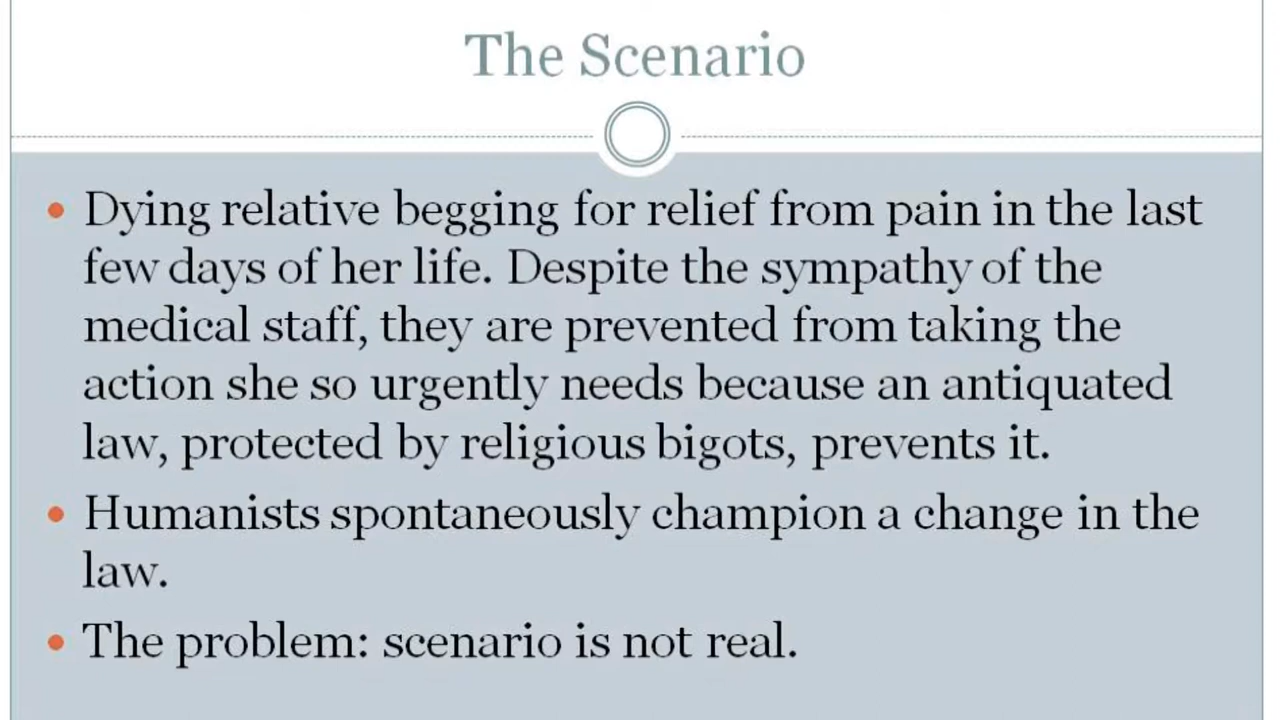 The Scenario
Dying relative begging for relief from pain in the last
few days of her life. Despite the sympathy of the
medical staff, they are prevented from taking the
action she so urgently needs because an antiquated
law, protected by religious bigots, prevents it.
Humanists spontaneously champion a change in the
law.
The problem: scenario is not real.